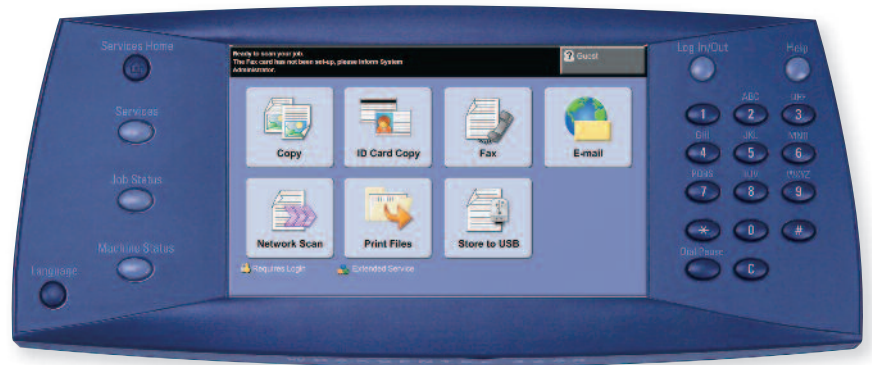 Services Home
Services
Job Status
Machine Status
Language
Ready to scan your job.
The Fax card has not been set-up, please Inform System
Administrator.
? Guest
Copy
ID Card Copy
Fax
E-mail
Network Scan
Print Files
Store to USB
Requires Login
Extended Service
Log In/Out
Help
ABC
DEF
1
2
3
GHI
JKL
MNO
4
5
6
PQRS
TUV
WXYZ
7
8
9
*
0
#
Dial Pause
C